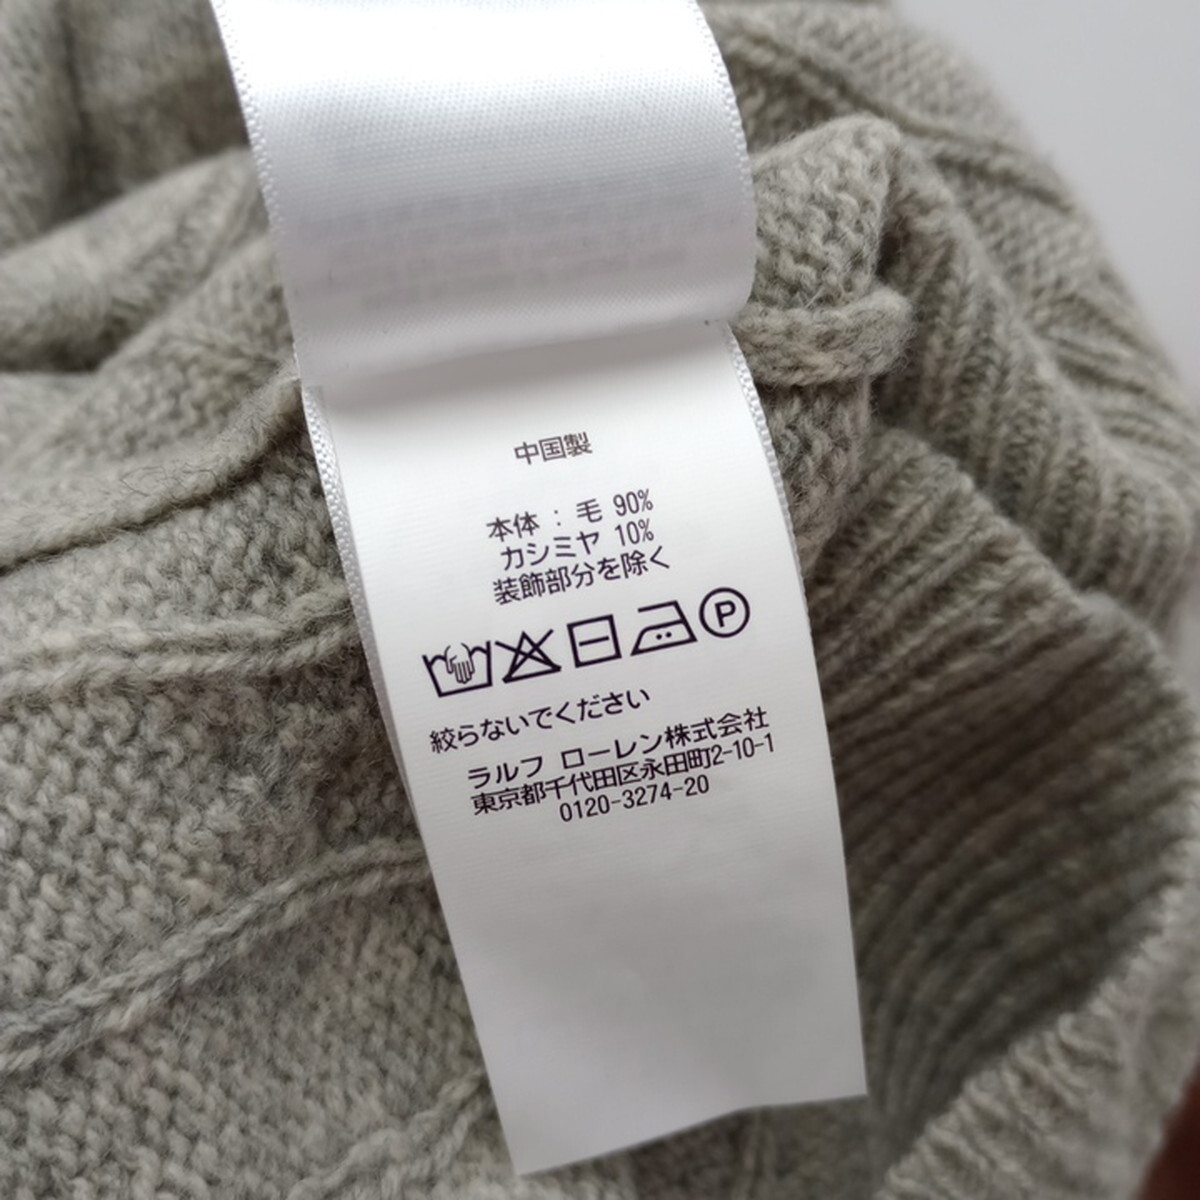 中国製
本体 : 毛 90%
カシミヤ 10%
装飾部分を除く
P
絞らないでください
ラルフ ローレン株式会社
東京都千代田区永田町2-10-1
0120-3274-20